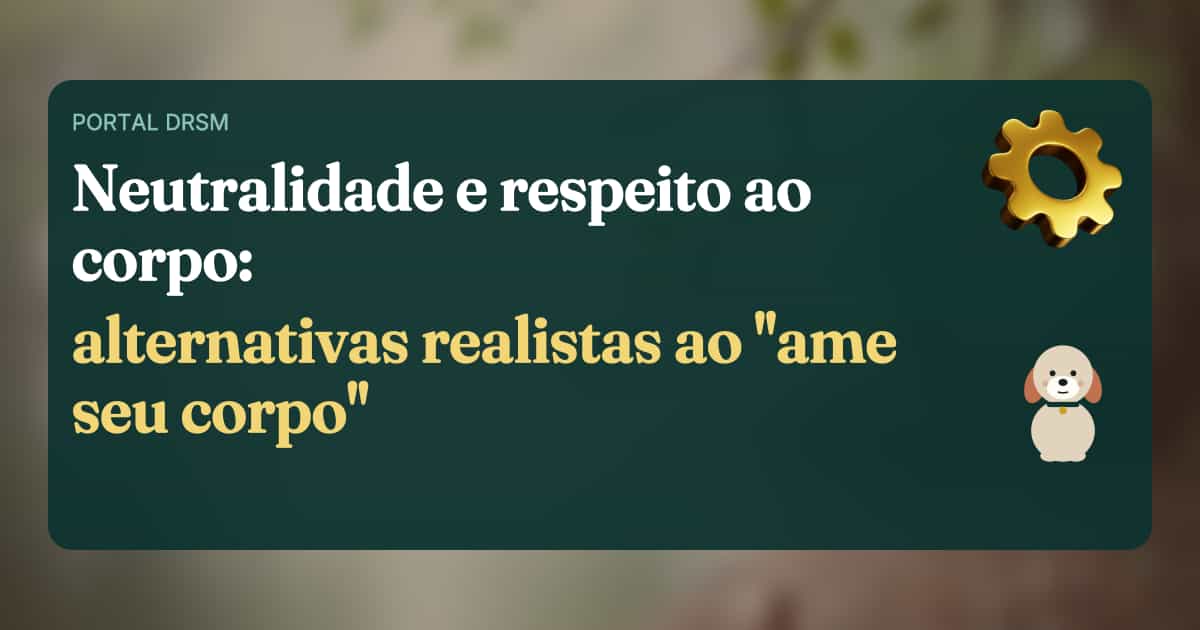 PORTAL DRSM
Neutralidade e respeito ao
corpo:
alternativas realistas ao "ame
seu corpo"